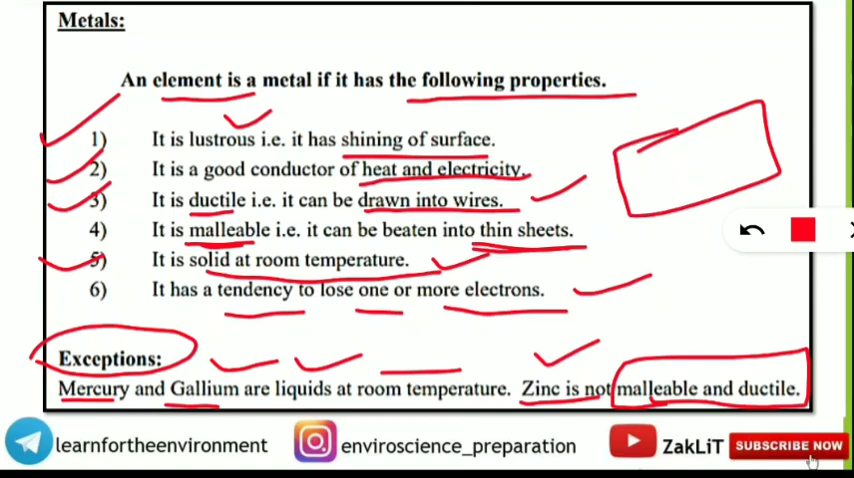 Metals:
An element is a metal if it has the following properties.
1) It is lustrous i.e. it has shining of surface.
2) It is a good conductor of heat and electricity.
3) It is ductile i.e. it can be drawn into wires.
4) It is malleable i.e. it can be beaten into thin sheets.
5) It is solid at room temperature.
6) It has a tendency to lose one or more electrons.
Exceptions:
Mercury and Gallium are liquids at room temperature. Zinc is not malleable and ductile.
learnfortheenvironment enviroscience_preparation ZakLiT SUBSCRIBE NOW